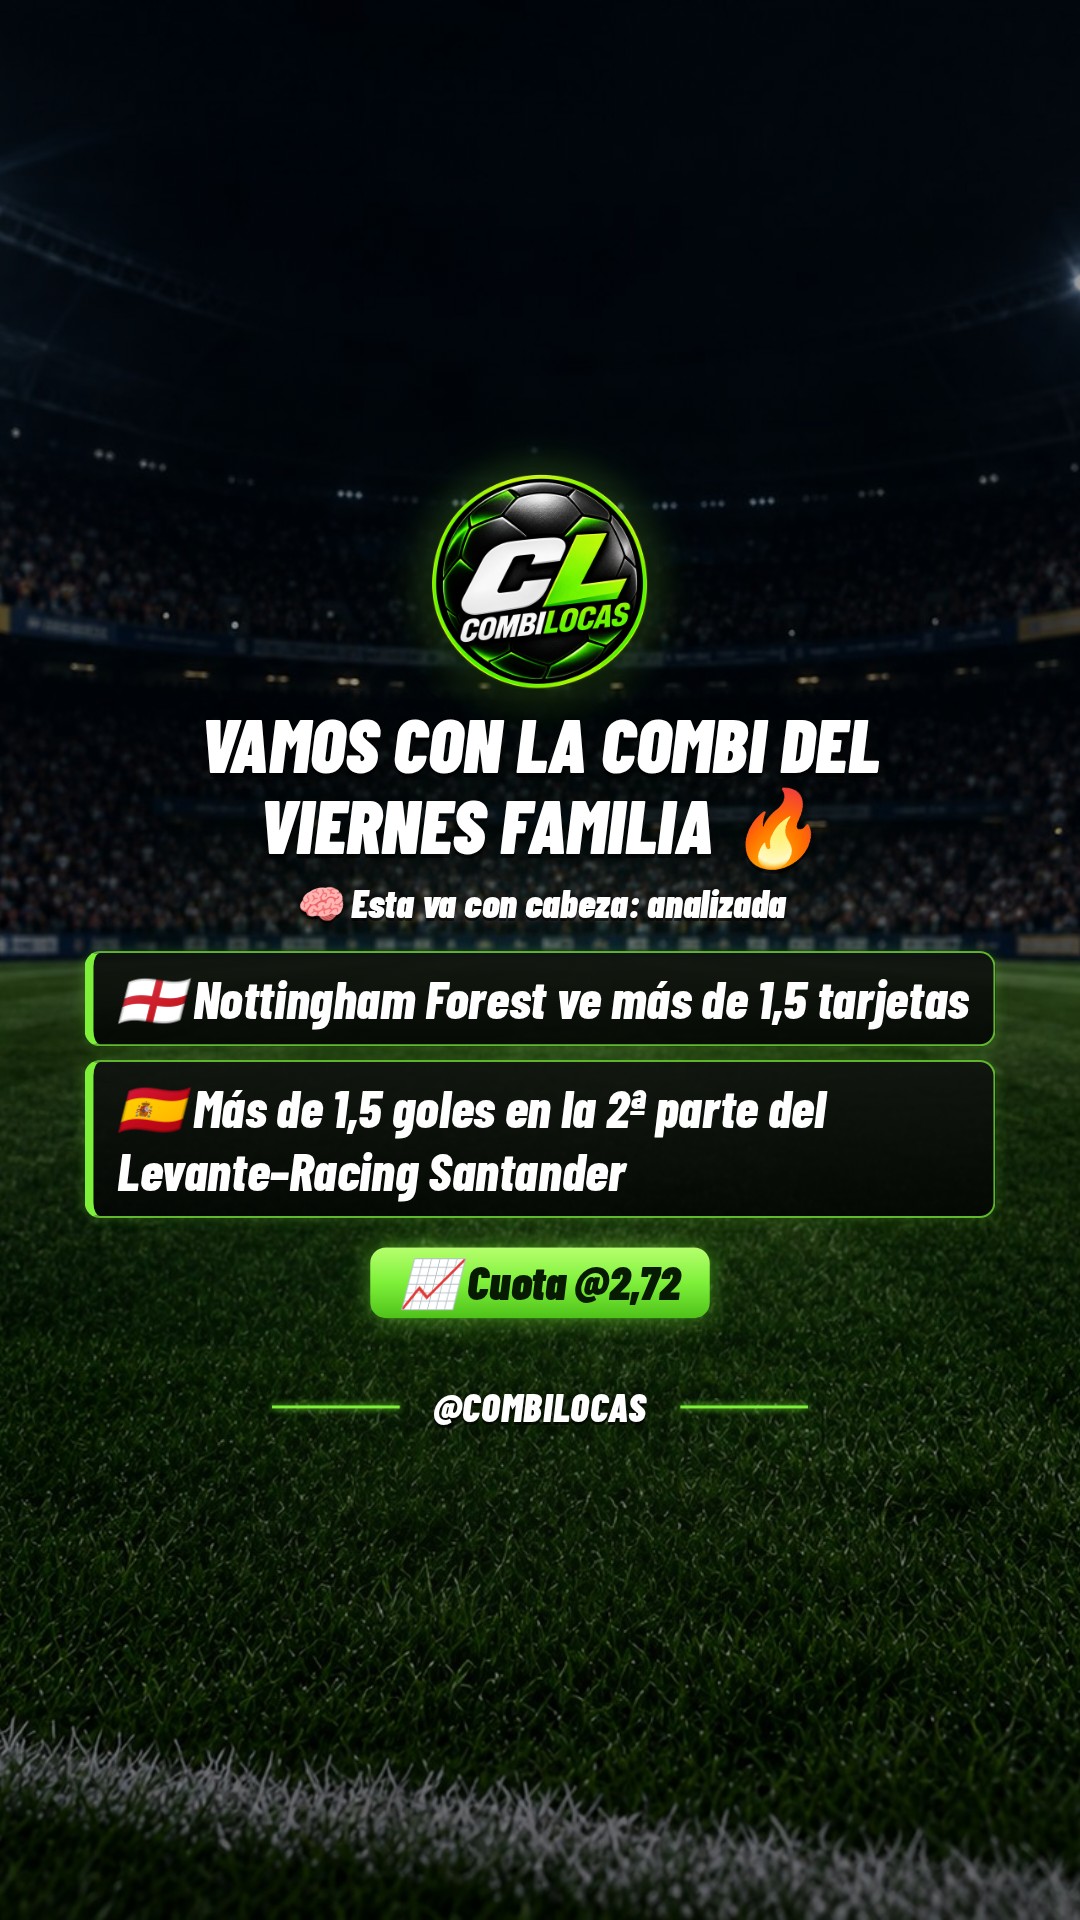 CL
COMBILOCAS
VAMOS CON LA COMBI DEL
VIERNES FAMILIA 🔥
🧠 Esta va con cabeza: analizada
🏴󠁧󠁢󠁥󠁮󠁧󠁿 Nottingham Forest ve más de 1,5 tarjetas
🇪🇸 Más de 1,5 goles en la 2ª parte del
Levante-Racing Santander
📈 Cuota @2,72
@COMBILOCAS